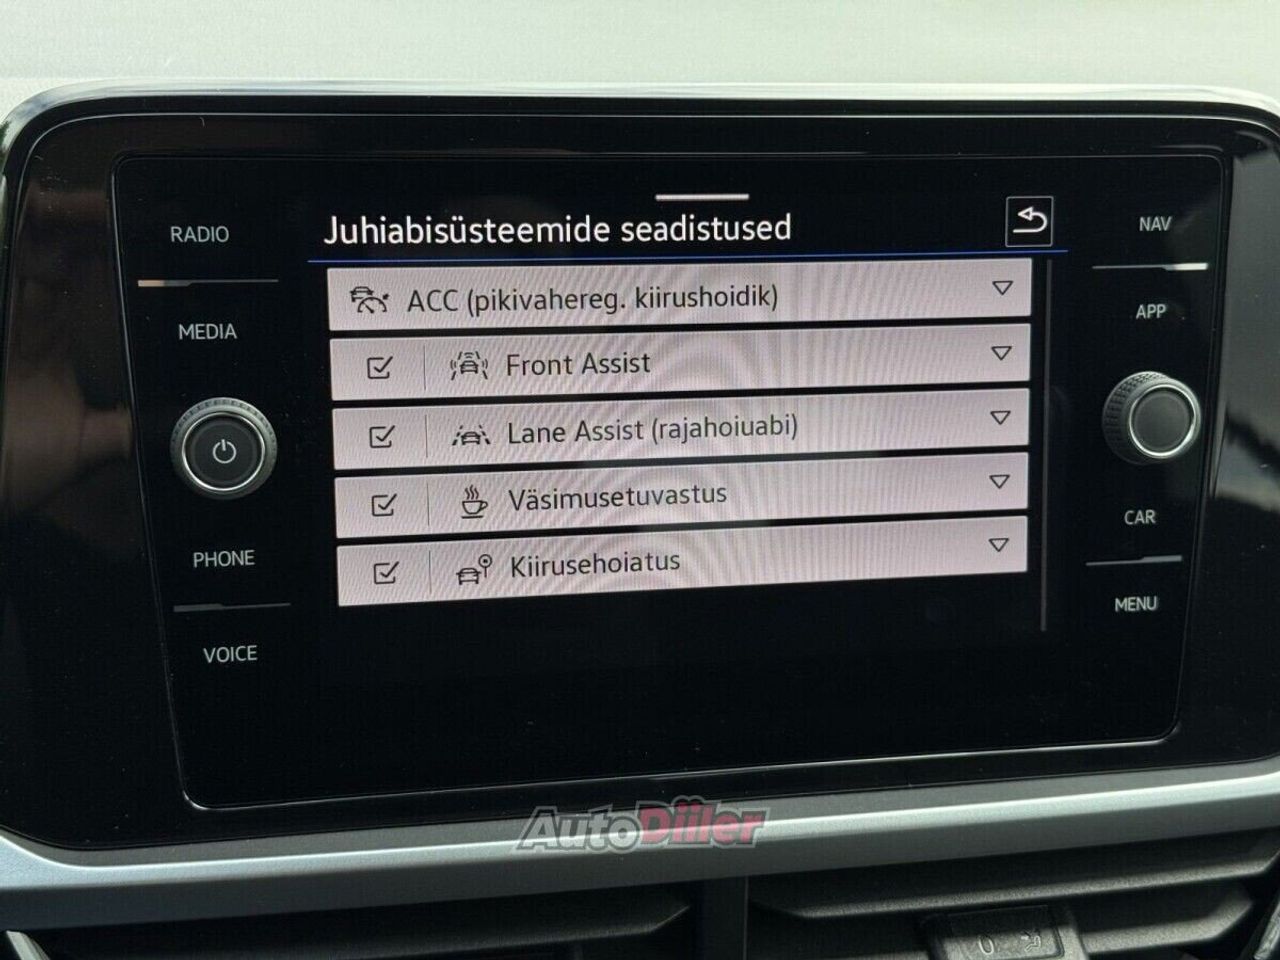 RADIO
MEDIA
PHONE
VOICE
Juhiabisüsteemide seadistused
ACC (pikivahereg. kiirushoidik)
Front Assist
Lane Assist (rajahoiuabi)
Väsimusetuvastus
Kiirusehoiatus
NAV
APP
CAR
MENU
AutoDiiler